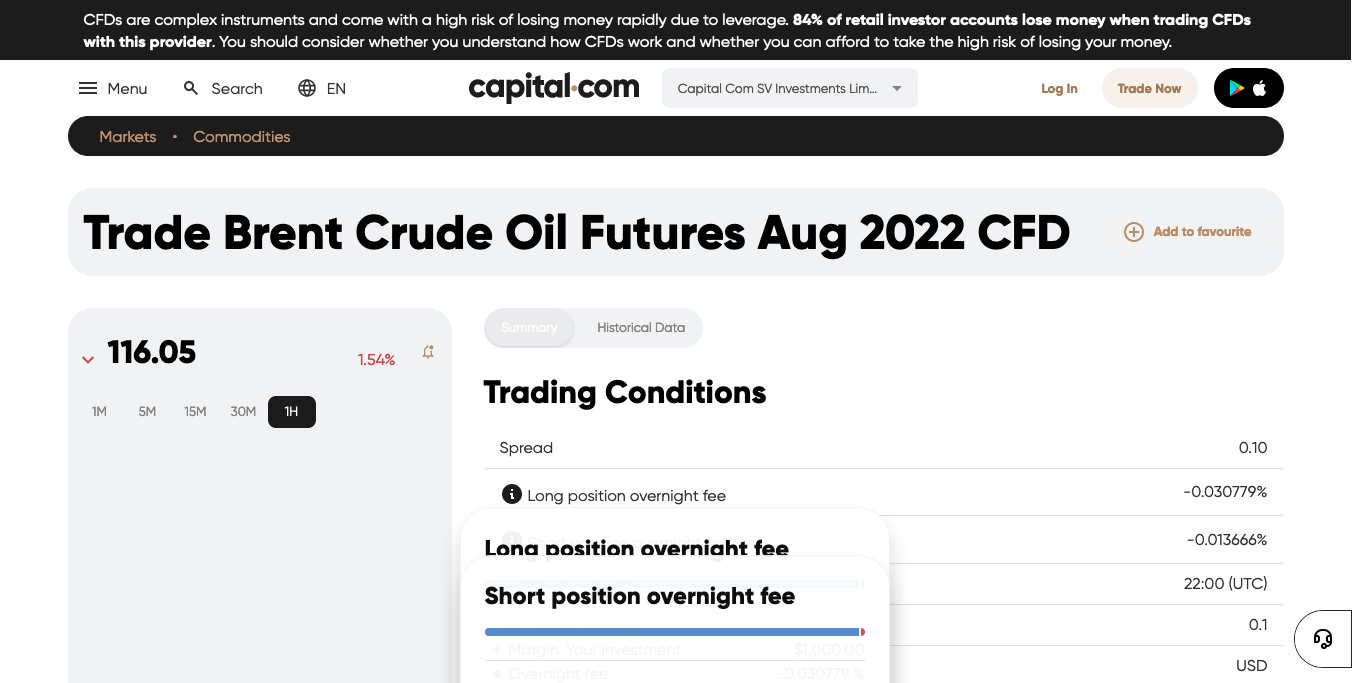 CFDs are complex instruments and come with a high risk of losing money rapidly due to leverage. 84% of retail investor accounts lose money when trading CFDs
with this provider. You should consider whether you understand how CFDs work and whether you can afford to take the high risk of losing your money.
Menu Search EN capital.com Capital Com SV Investments Lim... Log In Trade Now
Markets • Commodities
Trade Brent Crude Oil Futures Aug 2022 CFD Add to favourite
116.05 1.54%
1M 5M 15M 30M 1H
Summary Historical Data
Trading Conditions
Spread 0.10
Long position overnight fee -0.030779%
-0.013666%
Long position overnight fee
22:00 (UTC)
Short position overnight fee
0.1
Margin. Your investment $1,000.00
USD
Overnight fee -0.030779 %